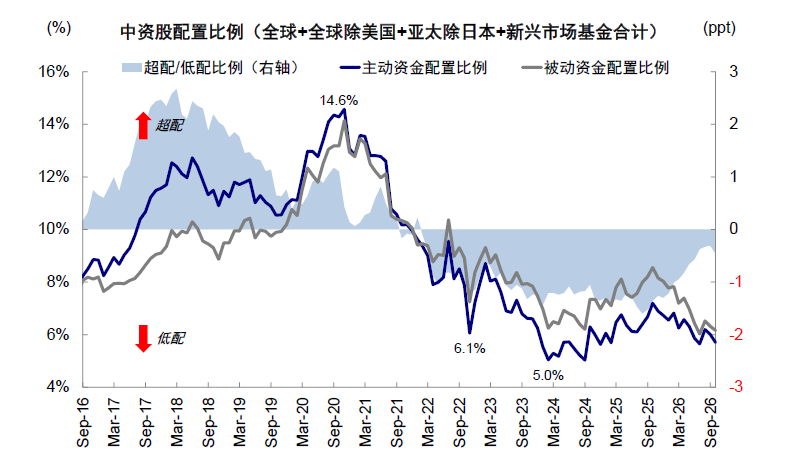 (%)
中资股配置比例（全球+全球除美国+亚太除日本+新兴市场基金合计）
(ppt)
超配/低配比例（右轴）
主动资金配置比例
被动资金配置比例
16%
14%
12%
10%
8%
6%
4%
3
2
1
0
-1
-2
-3
超配
14.6%
低配
6.1%
5.0%
Sep-16
Mar-17
Sep-17
Mar-18
Sep-18
Mar-19
Sep-19
Mar-20
Sep-20
Mar-21
Sep-21
Mar-22
Sep-22
Mar-23
Sep-23
Mar-24
Sep-24
Mar-25
Sep-25
Mar-26
Sep-26